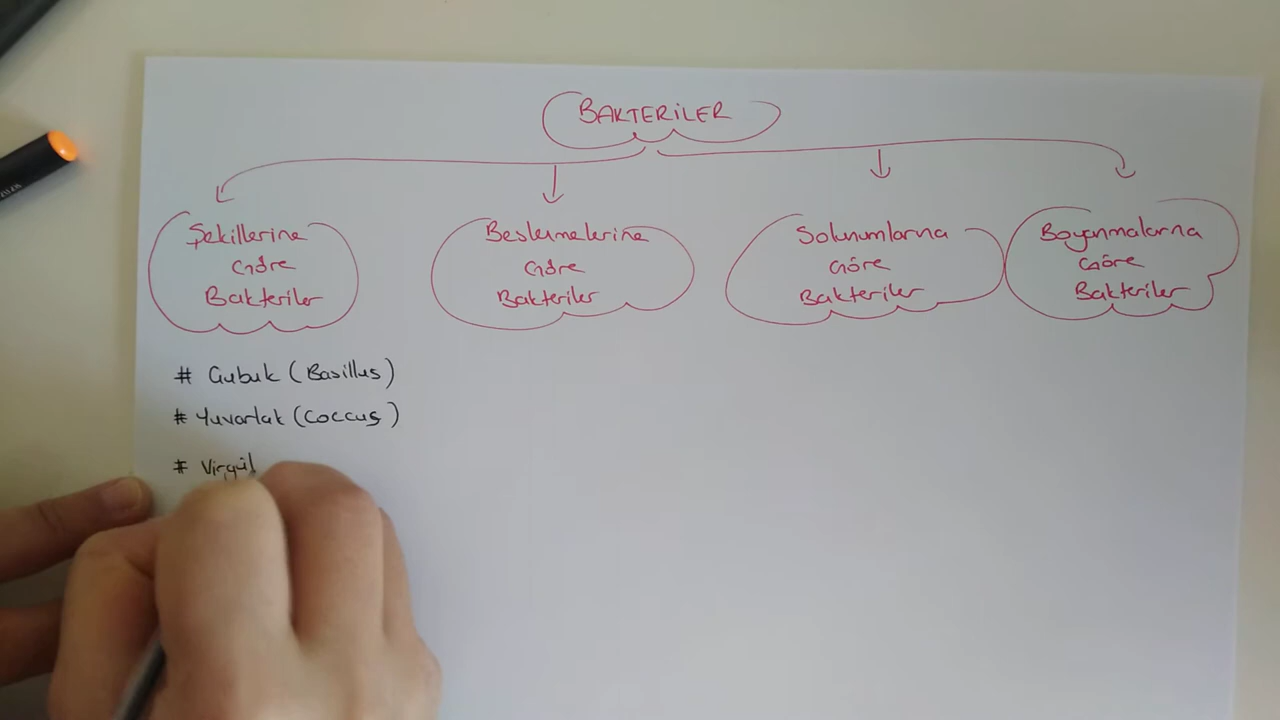 BAKTERİLER
Şekillerine
Göre
Bakteriler
Beslenmelerine
Göre
Bakteriler
Solunumlarına
Göre
Bakteriler
Boyanmalarına
Göre
Bakteriler
# Çubuk (Basillus)
# Yuvarlak (Coccus)
# Virgül